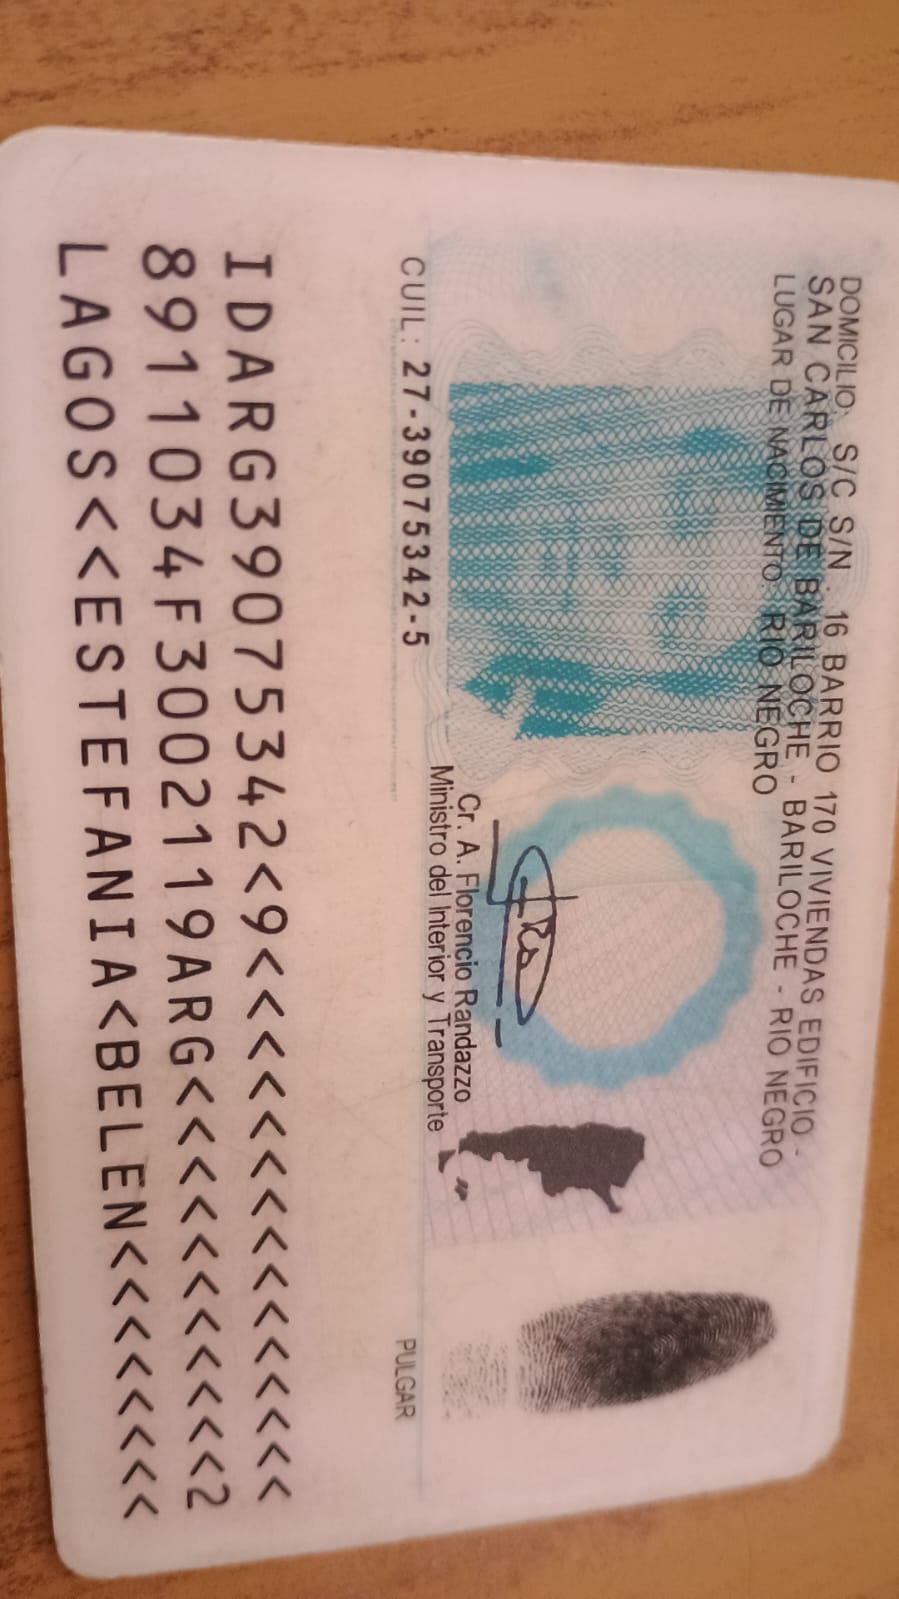 DOMICILIO: S/C S/N : 16 BARRIO 170 VIVIENDAS EDIFICIO -
SAN CARLOS DE BARILOCHE - BARILOCHE - RIO NEGRO
LUGAR DE NACIMIENTO: RIO NEGRO
Cr. A. Florencio Randazzo
Ministro del Interior y Transporte
CUIL: 27-39075342-5
PULGAR
IDARG39075342<9<<<<<<<<<<<<<<<
8911034F3002119ARG<<<<<<<<<<<2
LAGOS<<ESTEFANIA<BELEN<<<<<<<<